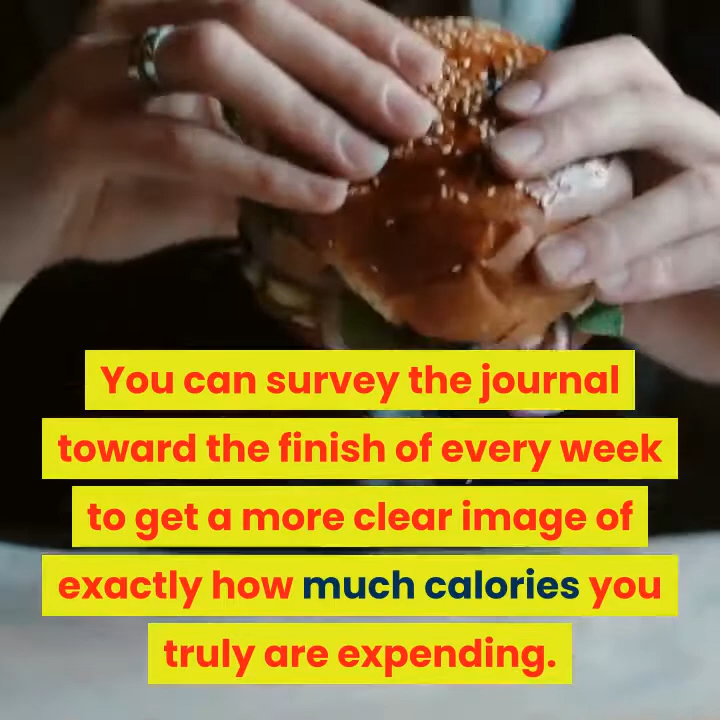 You can survey the journal
toward the finish of every week
to get a more clear image of
exactly how much calories you
truly are expending.